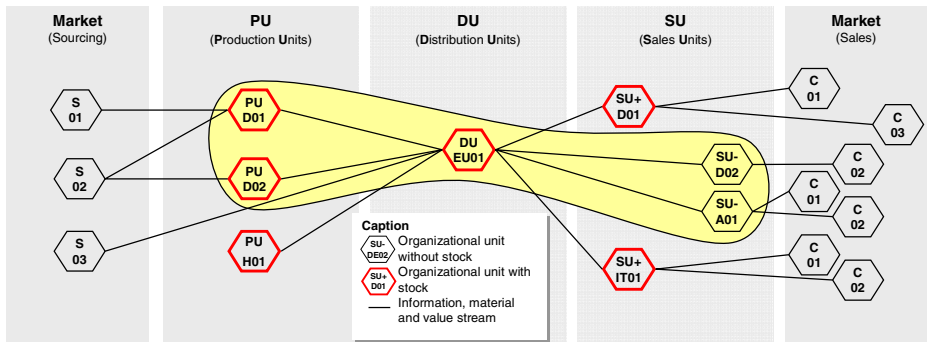 Market
(Sourcing)
PU
(Production Units)
DU
(Distribution Units)
SU
(Sales Units)
Market
(Sales)
S
01
S
02
S
03
PU
D01
PU
D02
PU
H01
DU
EU01
SU+
D01
SU-
D02
SU-
A01
SU+
IT01
C
01
C
03
C
02
C
01
C
02
C
01
C
02
Caption
SU-
DE02
Organizational unit
without stock
SU+
D01
Organizational unit with
stock
Information, material
and value stream